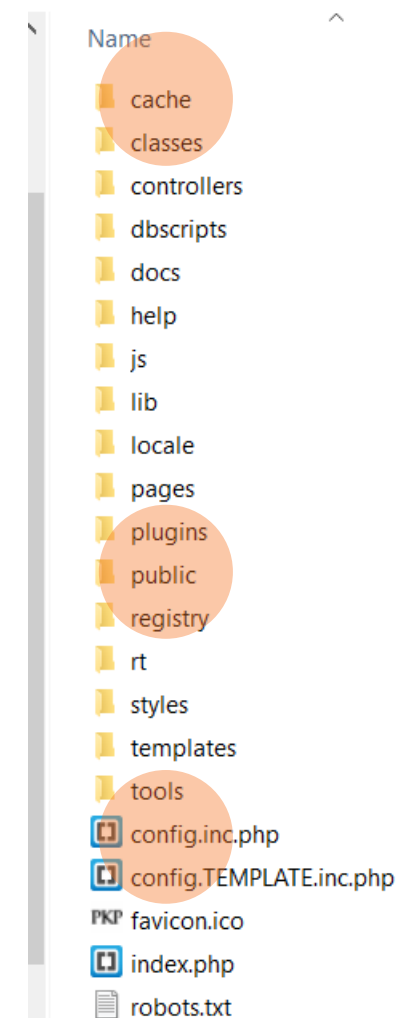 Name
cache
classes
controllers
dbscripts
docs
help
js
lib
locale
pages
plugins
public
registry
rt
styles
templates
tools
config.inc.php
config.TEMPLATE.inc.php
PKP favicon.ico
index.php
robots.txt